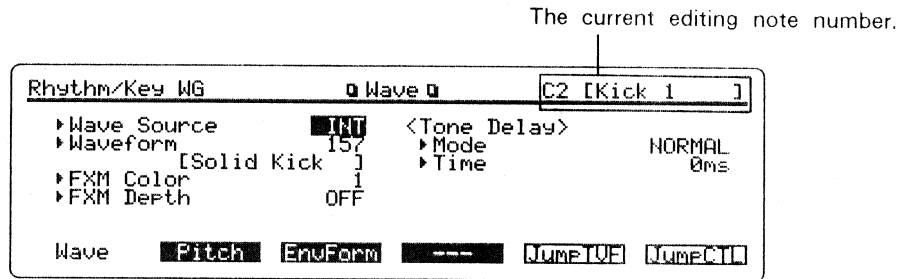 The current editing note number.
Rhythm/Key WG Wave C2 [Kick 1 ]
Wave Source INT
Waveform 157
[Solid Kick ]
FXM Color 1
FXM Depth OFF
<Tone Delay>
Mode NORMAL
Time 0ms
Wave Pitch EnvForm --- JumpTVF JumpCTL